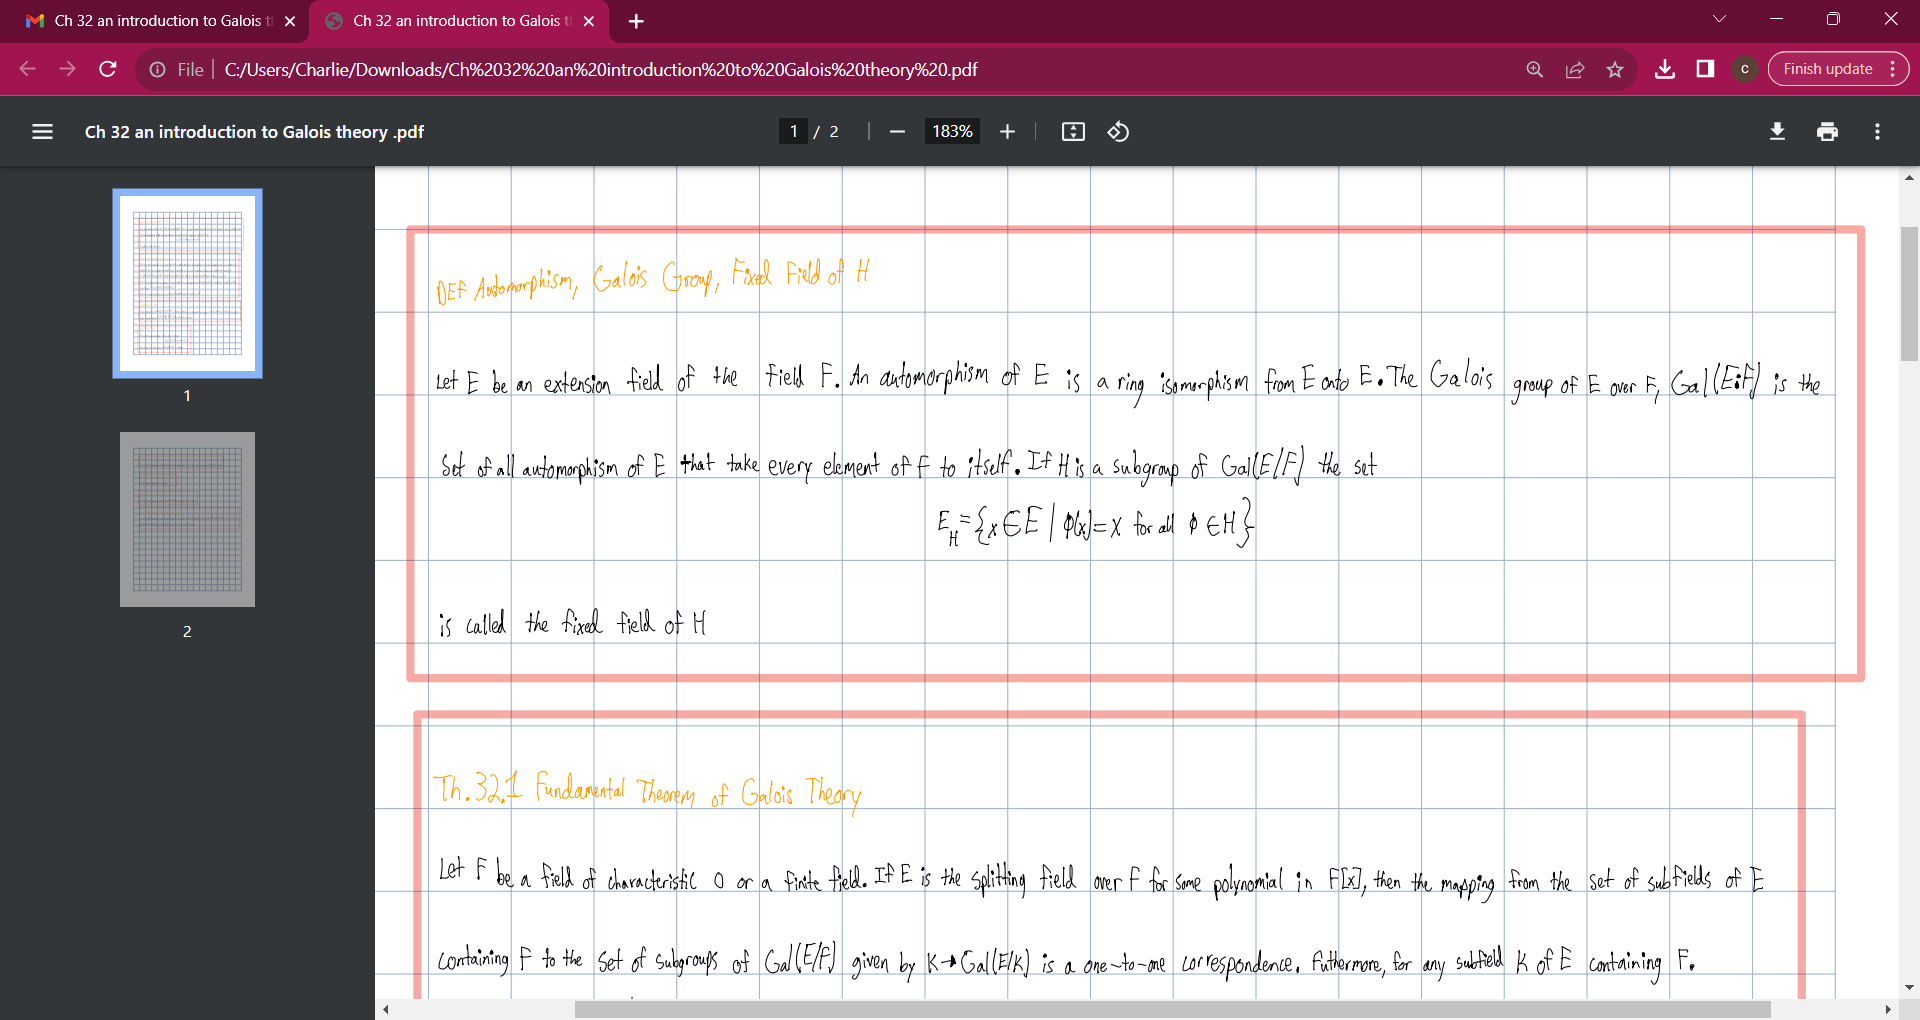 Ch 32 an introduction to Galois t
Ch 32 an introduction to Galois t
File
C:/Users/Charlie/Downloads/Ch%2032%20an%20introduction%20to%20Galois%20theory%20.pdf
C
Finish update
Ch 32 an introduction to Galois theory .pdf
1 / 2
183%
1
2
DEF Automorphism, Galois Group, Fixed Field of H
Let E be an extension field of the field F. An automorphism of E is a ring isomorphism from E onto E. The Galois group of E over F, Gal(E:F) is the
Set of all automorphism of E that take every element of F to itself. If H is a subgroup of Gal(E/F) the set
E_H = {x ∈ E | ϕ(x) = x for all ϕ ∈ H}
is called the fixed field of H
Th. 32.1 Fundamental Theorem of Galois Theory
Let F be a field of characteristic 0 or a finite field. If E is the splitting field over F for some polynomial in F[x], then the mapping from the set of subfields of E
containing F to the set of subgroups of Gal(E/F) given by K→Gal(E/K) is a one-to-one correspondence. Futhermore, for any subfield K of E containing F.